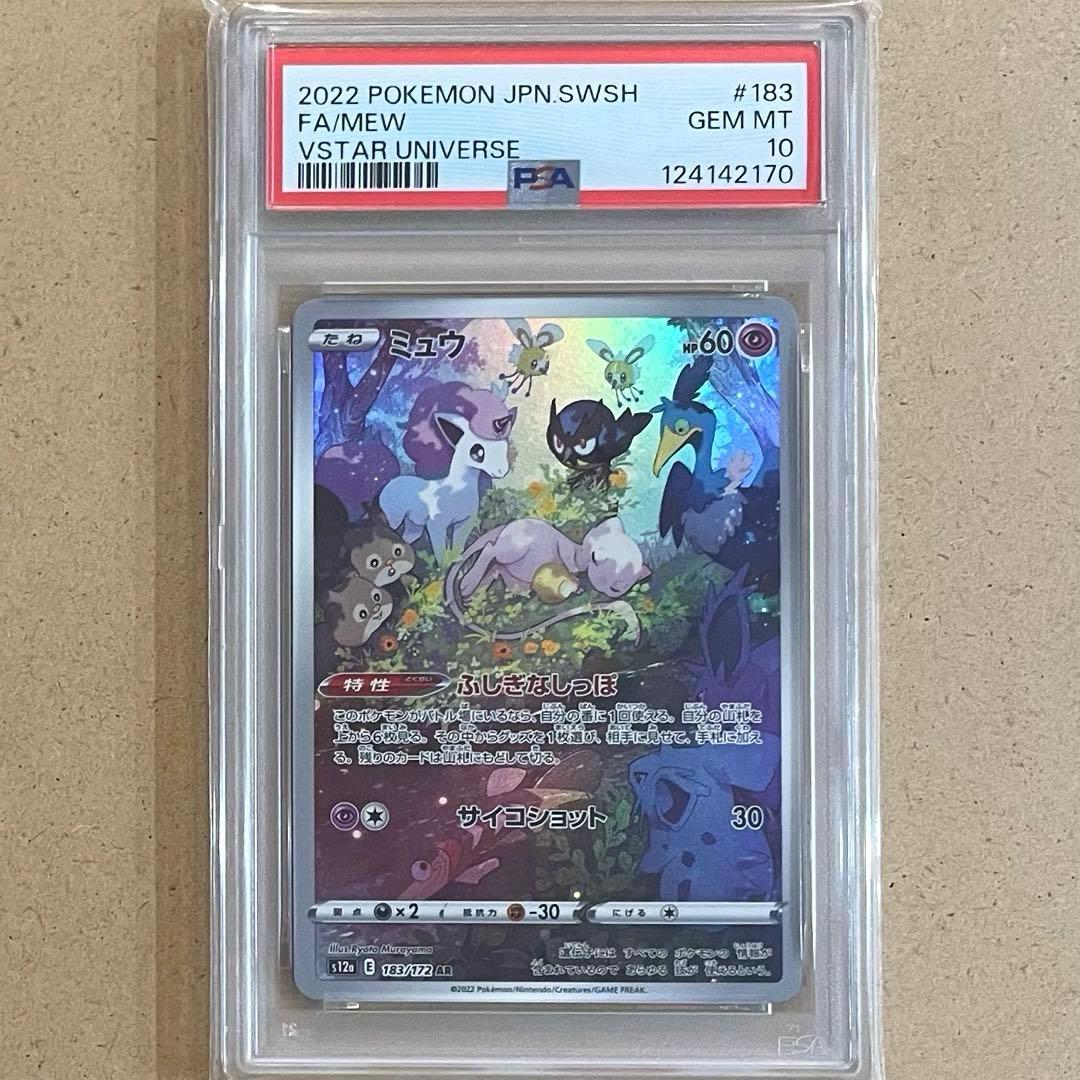 2022 POKEMON JPN.SWSH #183
FA/MEW GEM MT
VSTAR UNIVERSE 10
PSA 124142170
たね ミュウ HP60
特性 とくせい ふしぎなしっぽ
このポケモンがバトル場にいるなら、自分の番に1回使える。自分の山札を
上から6枚見る。その中からグッズを1枚選び、相手に見せて、手札に加え
る。残りのカードは山札にもどして切る。
サイコショット 30
弱点 ×2 抵抗力 -30 にげる
Illus. Ryota Murayama
遺伝子には すべての ポケモンの 情報が
含まれているので あらゆる 技が 使えるという。
s12a E 183/172 AR
©2022 Pokémon/Nintendo/Creatures/GAME FREAK.
PSA